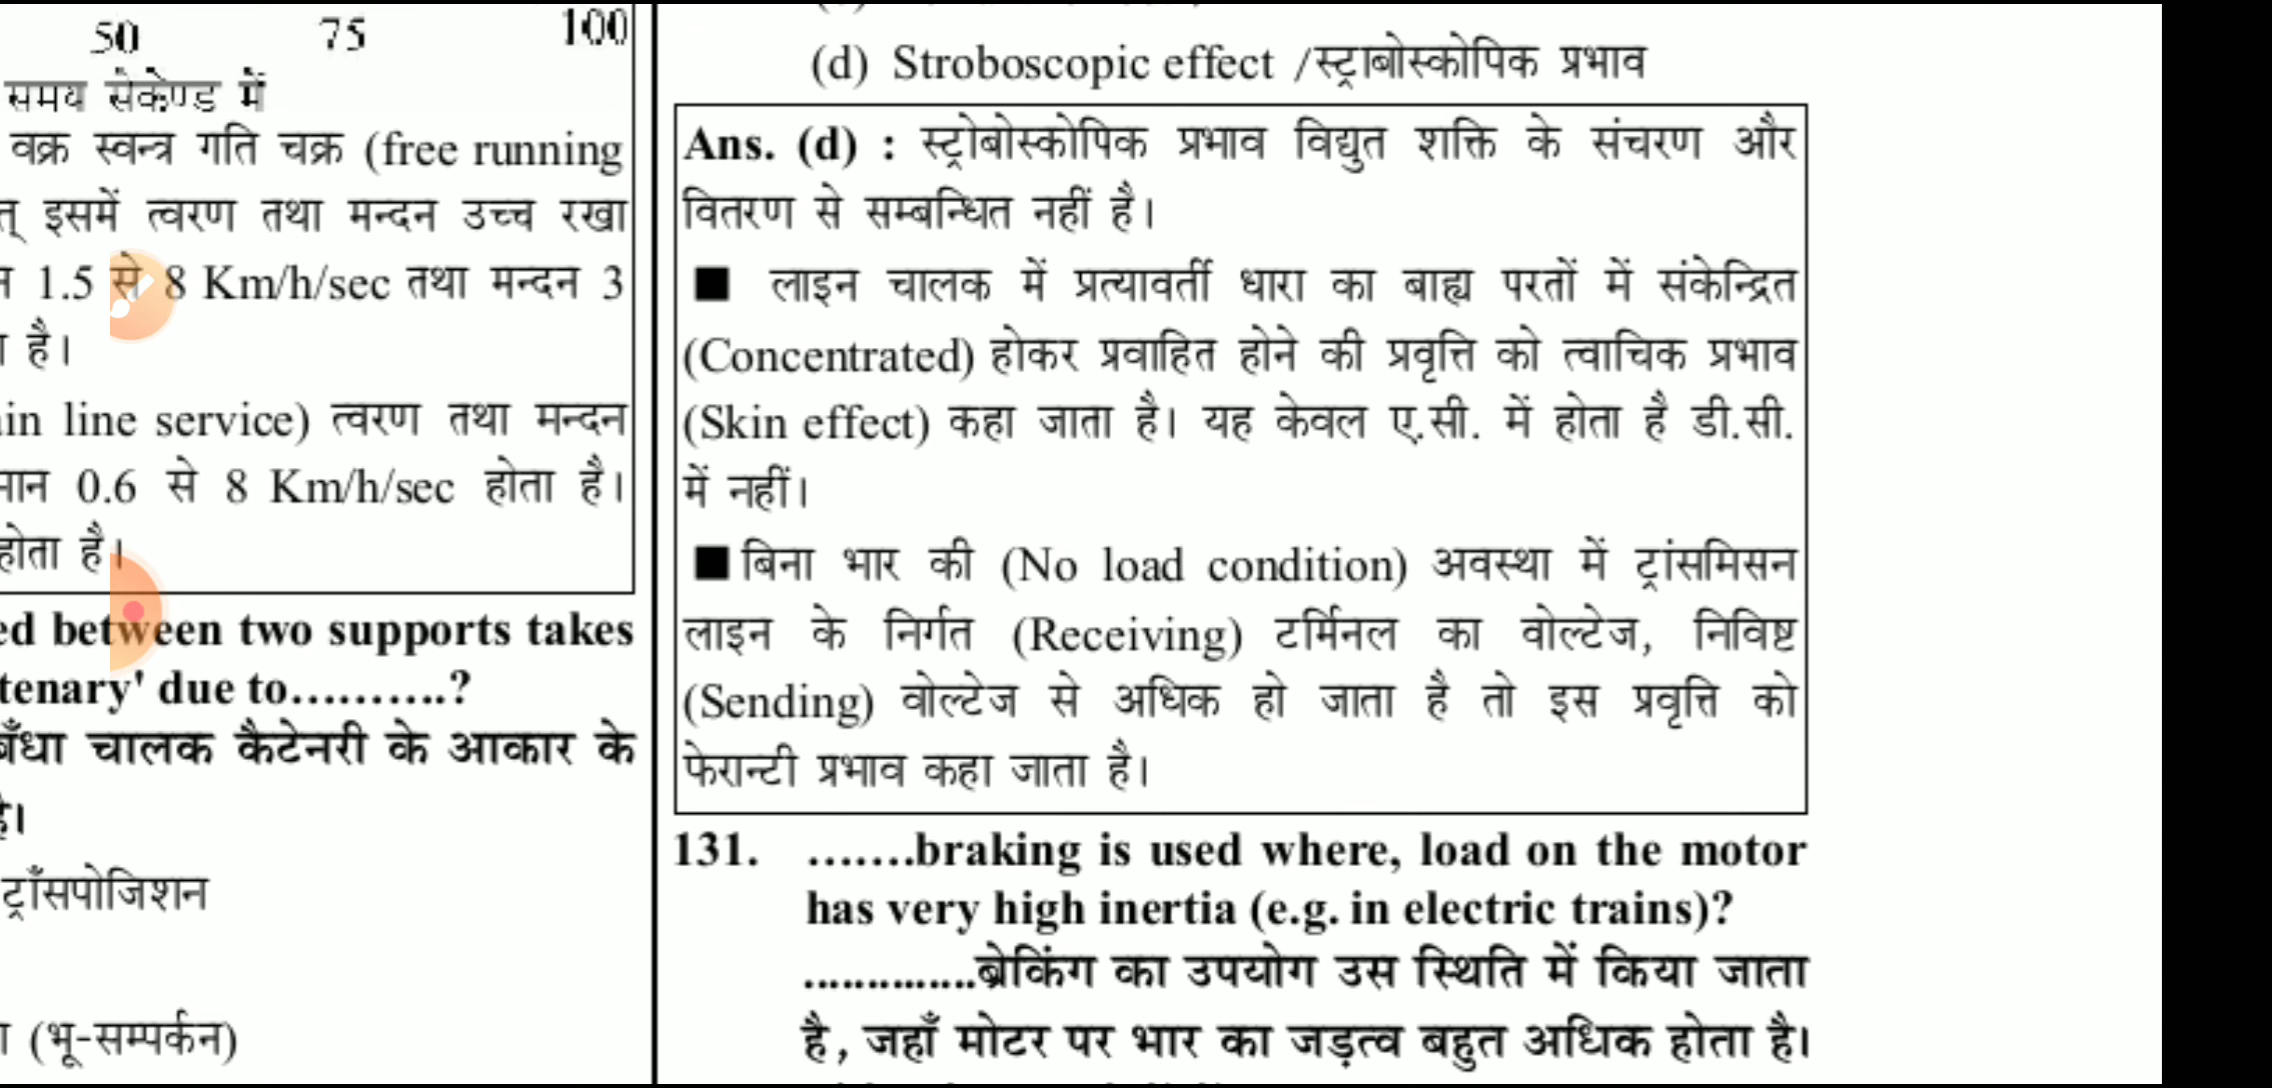 50 75 100
समय सेकेण्ड में
वक्र स्वन्त्र गति चक्र (free running
त् इसमें त्वरण तथा मन्दन उच्च रखा
1.5 से 8 Km/h/sec तथा मन्दन 3
है।
in line service) त्वरण तथा मन्दन
मान 0.6 से 8 Km/h/sec होता है।
होता है।
ed between two supports takes
tenary' due to..........?
बँधा चालक कैटेनरी के आकार के
है।
ट्राँसपोजिशन
(भू-सम्पर्कन)
(d) Stroboscopic effect /स्ट्राबोस्कोपिक प्रभाव
Ans. (d) : स्ट्रोबोस्कोपिक प्रभाव विद्युत शक्ति के संचरण और
वितरण से सम्बन्धित नहीं है।
■ लाइन चालक में प्रत्यावर्ती धारा का बाह्य परतों में संकेन्द्रित
(Concentrated) होकर प्रवाहित होने की प्रवृत्ति को त्वाचिक प्रभाव
(Skin effect) कहा जाता है। यह केवल ए.सी. में होता है डी.सी.
में नहीं।
■ बिना भार की (No load condition) अवस्था में ट्रांसमिसन
लाइन के निर्गत (Receiving) टर्मिनल का वोल्टेज, निविष्ट
(Sending) वोल्टेज से अधिक हो जाता है तो इस प्रवृत्ति को
फेरान्टी प्रभाव कहा जाता है।
131. .......braking is used where, load on the motor
has very high inertia (e.g. in electric trains)?
..............ब्रेकिंग का उपयोग उस स्थिति में किया जाता
है, जहाँ मोटर पर भार का जड़त्व बहुत अधिक होता है।